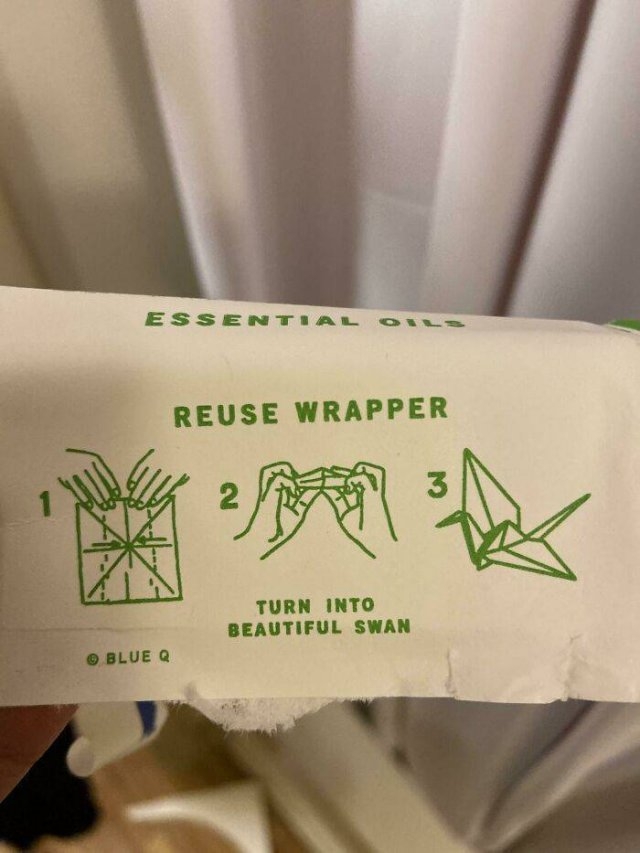 ESSENTIAL OILS
REUSE WRAPPER
1
2
3
TURN INTO
BEAUTIFUL SWAN
© BLUE Q